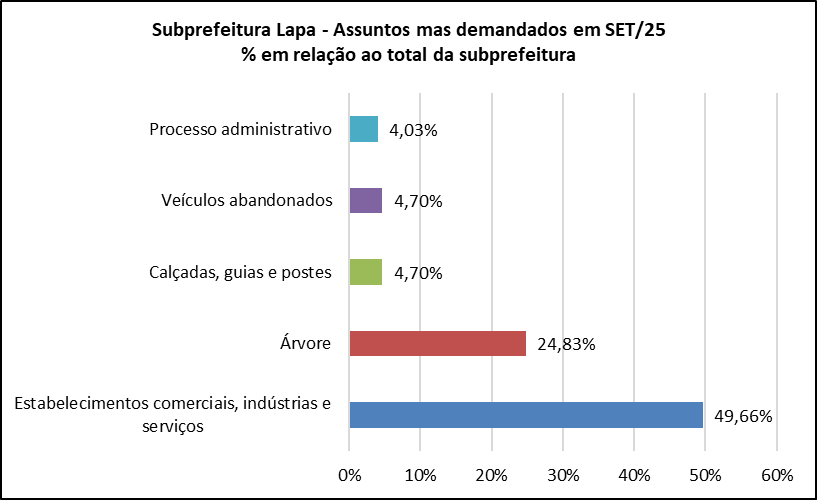 Subprefeitura Lapa - Assuntos mas demandados em SET/25
% em relação ao total da subprefeitura
Processo administrativo
4,03%
Veículos abandonados
4,70%
Calçadas, guias e postes
4,70%
Árvore
24,83%
Estabelecimentos comerciais, indústrias e
serviços
49,66%
0% 10% 20% 30% 40% 50% 60%